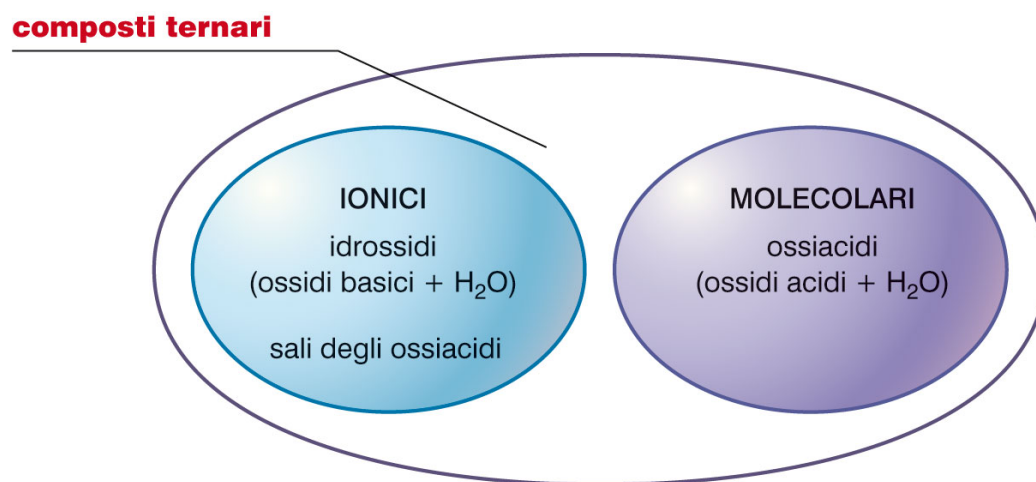 composti ternari
IONICI
idrossidi
(ossidi basici + H₂O)
sali degli ossiacidi
MOLECOLARI
ossiacidi
(ossidi acidi + H₂O)